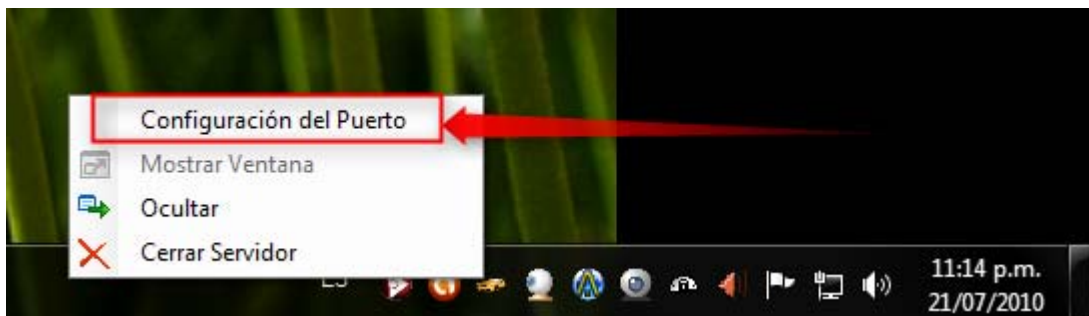 Configuración del Puerto
Mostrar Ventana
Ocultar
Cerrar Servidor
11:14 p.m.
21/07/2010